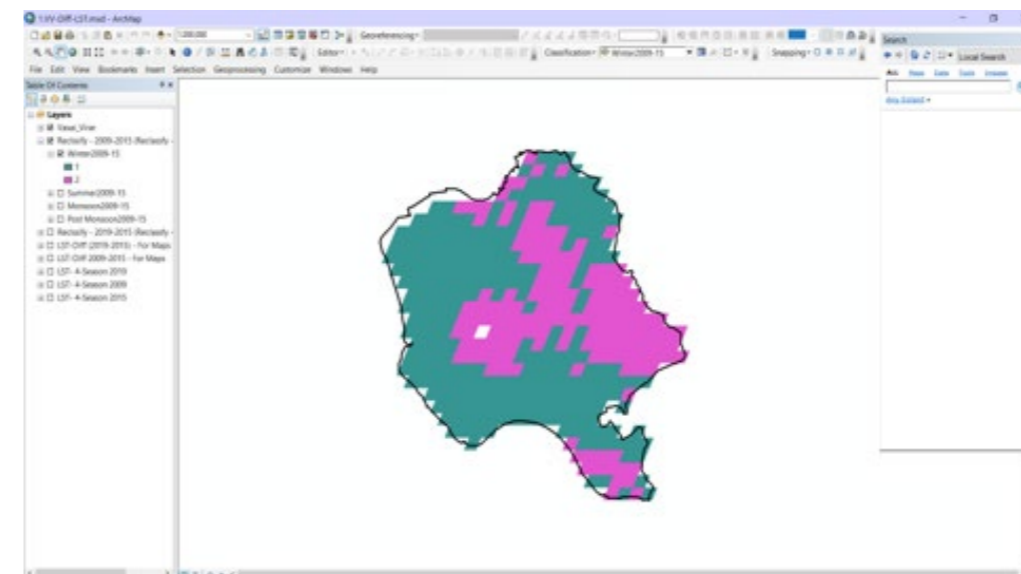 1.VV-Diff-LST.mxd - ArcMap
Georeferencing
Editor
Classification
Winter2009-15
Snapping
File Edit View Bookmarks Insert Selection Geoprocessing Customize Windows Help
Table Of Contents
Layers
Vasai_Virar
Reclassify - 2009-2015 (Reclassify -
Winter2009-15
1
2
Summer2009-15
Monsoon2009-15
Post Monsoon2009-15
Reclassify - 2019-2015 (Reclassify -
LST-Diff (2019-2015) - For Maps
LST-Diff 2009-2015 - For Maps
LST- 4-Season 2019
LST- 4-Season 2009
LST- 4-Season 2015
Search
Local Search
ALL Maps Data Tools Images
Any Extent